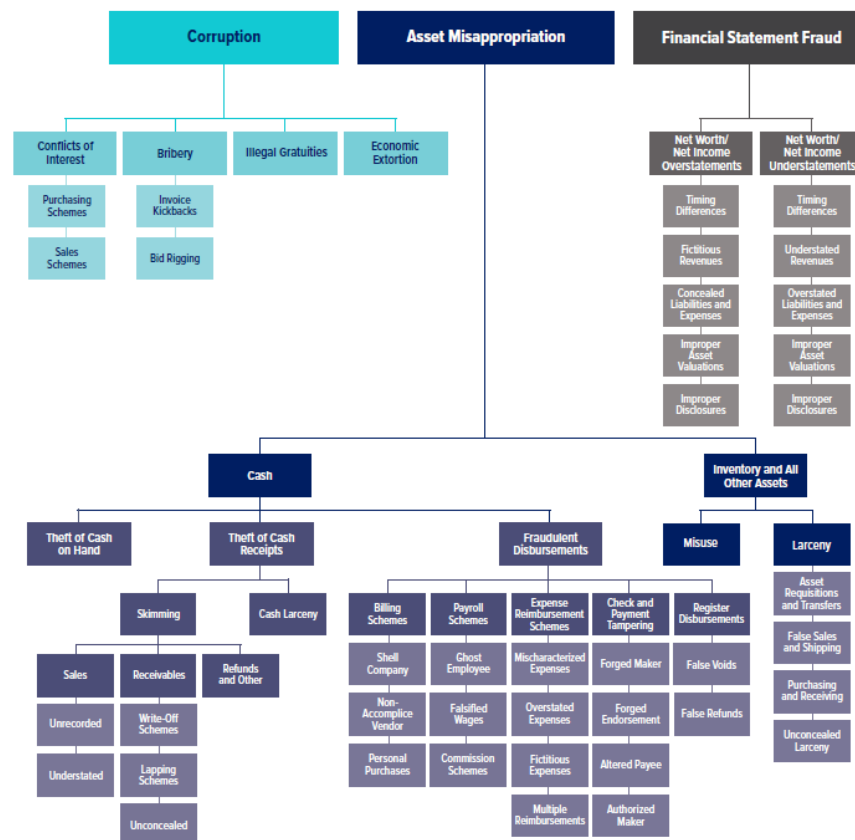 Corruption
Asset Misappropriation
Financial Statement Fraud
Conflicts of
Interest
Bribery
Illegal Gratuities
Economic
Extortion
Net Worth/
Net Income
Overstatements
Net Worth/
Net Income
Understatements
Purchasing
Schemes
Invoice
Kickbacks
Timing
Differences
Timing
Differences
Sales
Schemes
Bid Rigging
Fictitious
Revenues
Understated
Revenues
Concealed
Liabilities and
Expenses
Overstated
Liabilities and
Expenses
Improper
Asset
Valuations
Improper
Asset
Valuations
Improper
Disclosures
Improper
Disclosures
Cash
Inventory and All
Other Assets
Theft of Cash
on Hand
Theft of Cash
Receipts
Fraudulent
Disbursements
Misuse
Larceny
Asset
Requisitions
and Transfers
False Sales
and Shipping
Purchasing
and Receiving
Unconcealed
Larceny
Skimming
Cash Larceny
Billing
Schemes
Payroll
Schemes
Expense
Reimbursement
Schemes
Check and
Payment
Tampering
Register
Disbursements
Sales
Receivables
Refunds
and Other
Shell
Company
Ghost
Employee
Mischaracterized
Expenses
Forged Maker
False Voids
Unrecorded
Write-Off
Schemes
Non-
Accomplice
Vendor
Falsified
Wages
Overstated
Expenses
Forged
Endorsement
False Refunds
Understated
Lapping
Schemes
Personal
Purchases
Commission
Schemes
Fictitious
Expenses
Altered Payee
Unconcealed
Multiple
Reimbursements
Authorized
Maker